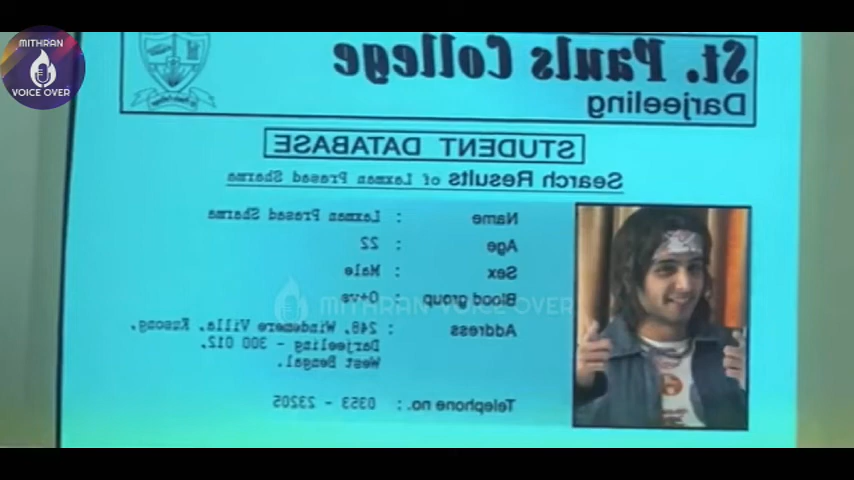 MITHRAN
VOICE OVER
St. Pauls College
Darjeeling
STUDENT DATABASE
Search Results of Laxman Prasad Sharma
Name : Laxman Prasad Sharma
Age : 22
Sex : Male
Blood group : O+ve
MITHRAN VOICE OVER
Address : 248, Windemere Villa, Kusong,
Darjeeling - 300 012,
West Bengal.
Telephone no. : 0353 - 23205